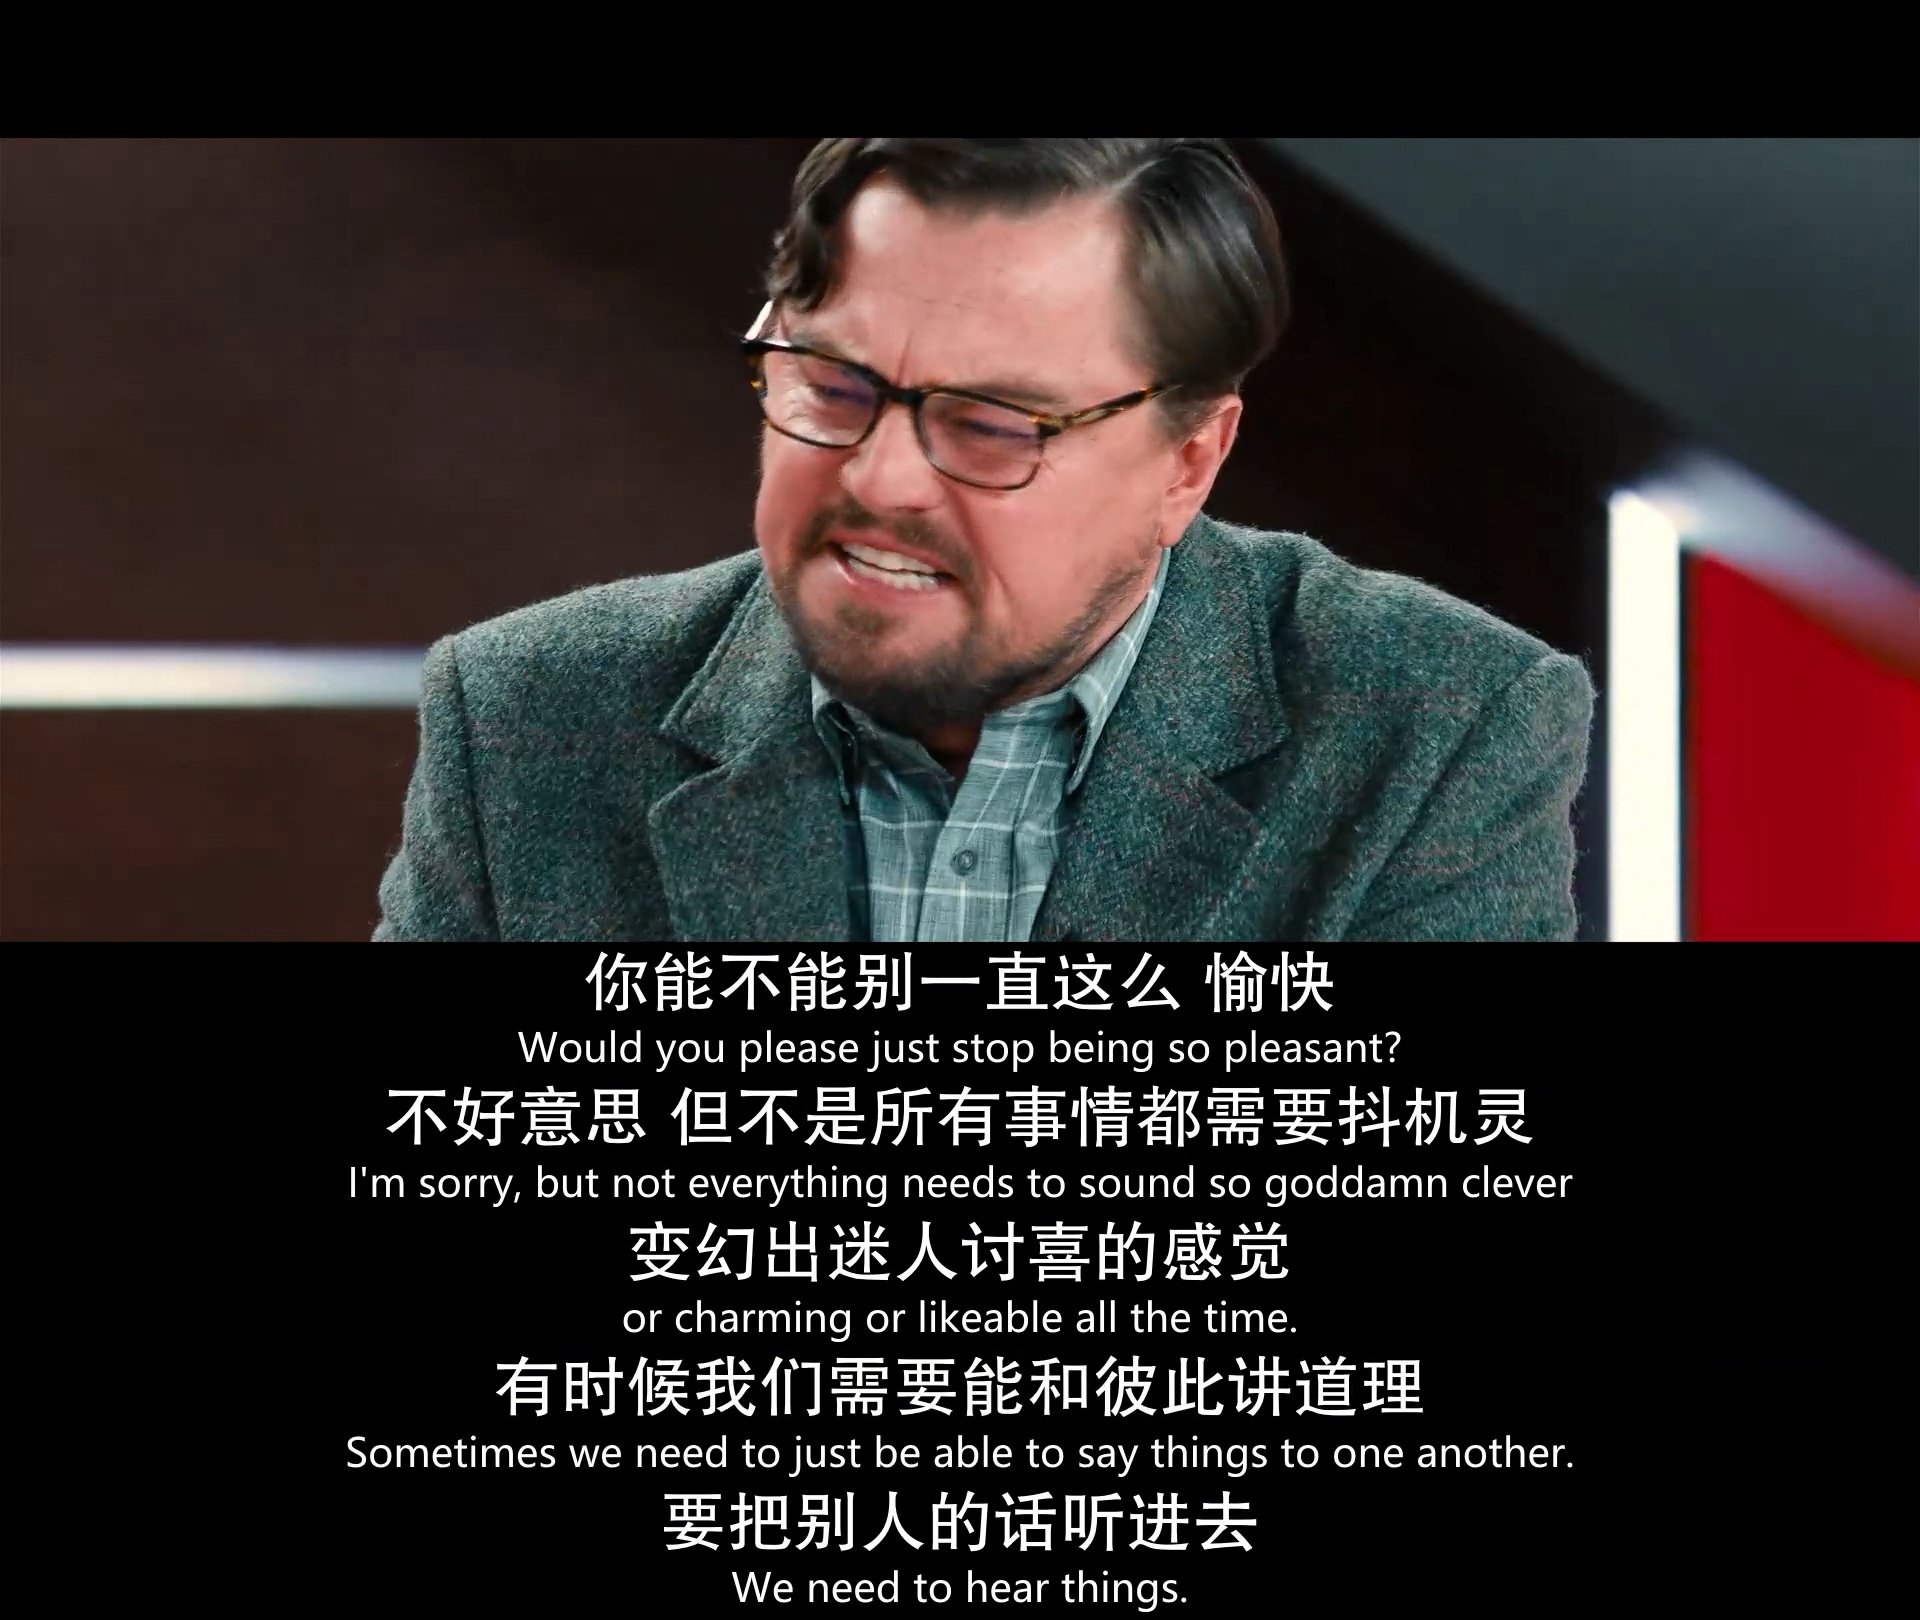 你能不能别一直这么 愉快
Would you please just stop being so pleasant?
不好意思 但不是所有事情都需要抖机灵
I'm sorry, but not everything needs to sound so goddamn clever
变幻出迷人讨喜的感觉
or charming or likeable all the time.
有时候我们需要能和彼此讲道理
Sometimes we need to just be able to say things to one another.
要把别人的话听进去
We need to hear things.